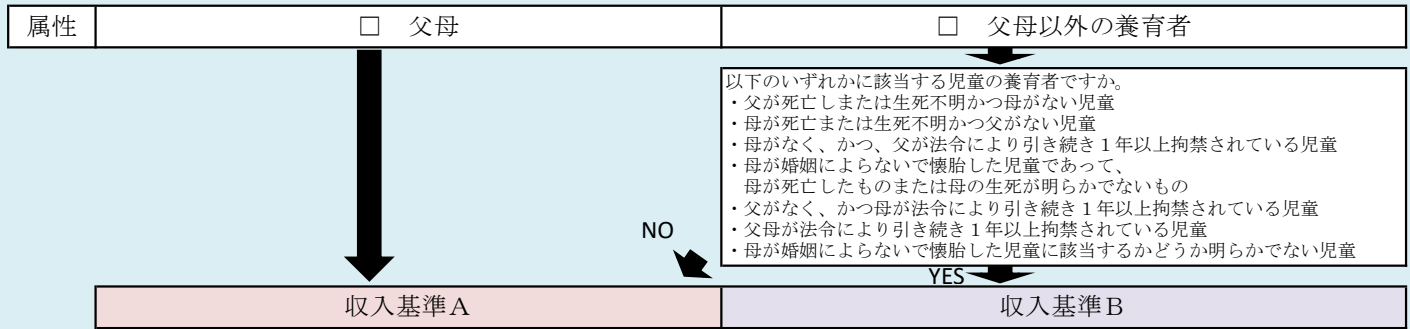 属性
□ 父母
□ 父母以外の養育者
以下のいずれかに該当する児童の養育者ですか。
・父が死亡しまたは生死不明かつ母がない児童
・母が死亡または生死不明かつ父がない児童
・母がなく、かつ、父が法令により引き続き１年以上拘禁されている児童
・母が婚姻によらないで懐胎した児童であって、
母が死亡したものまたは母の生死が明らかでないもの
・父がなく、かつ母が法令により引き続き１年以上拘禁されている児童
・父母が法令により引き続き１年以上拘禁されている児童
・母が婚姻によらないで懐胎した児童に該当するかどうか明らかでない児童
NO
YES
収入基準Ａ
収入基準Ｂ